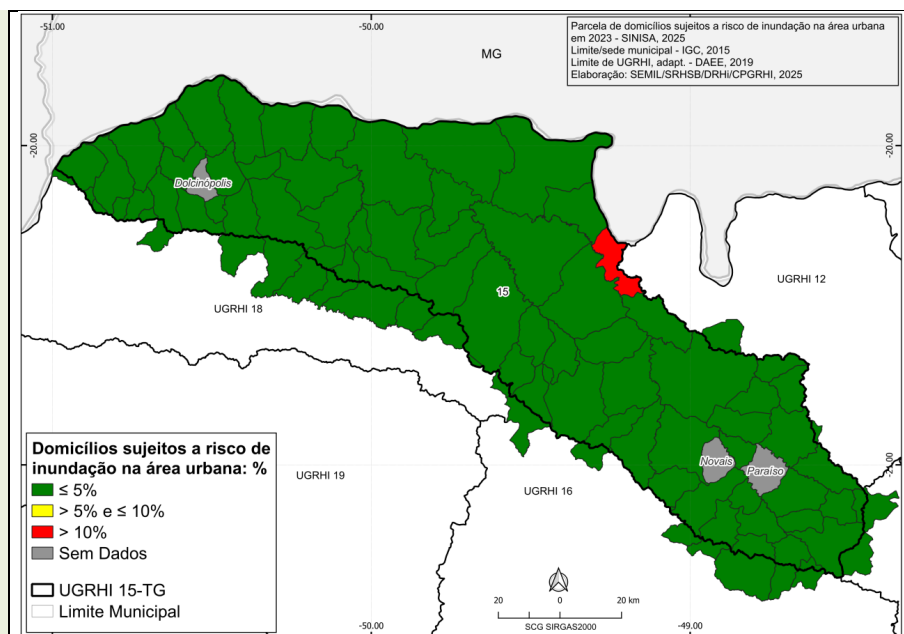 -51.00
-50.00
Parcela de domicílios sujeitos a risco de inundação na área urbana
em 2023 - SINISA, 2025
Limite/sede municipal - IGC, 2015
Limite de UGRHI, adapt. - DAEE, 2019
Elaboração: SEMIL/SRHSB/DRHi/CPGRHI, 2025
MG
-20.00
-20.00
Dolcinópolis
15
UGRHI 12
UGRHI 18
Novais
Paraíso
-21.00
UGRHI 19
UGRHI 16
Domicílios sujeitos a risco de
inundação na área urbana: %
≤ 5%
> 5% e ≤ 10%
> 10%
Sem Dados
UGRHI 15-TG
Limite Municipal
20 0 20 km
SCG SIRGAS2000
-50.00
-49.00